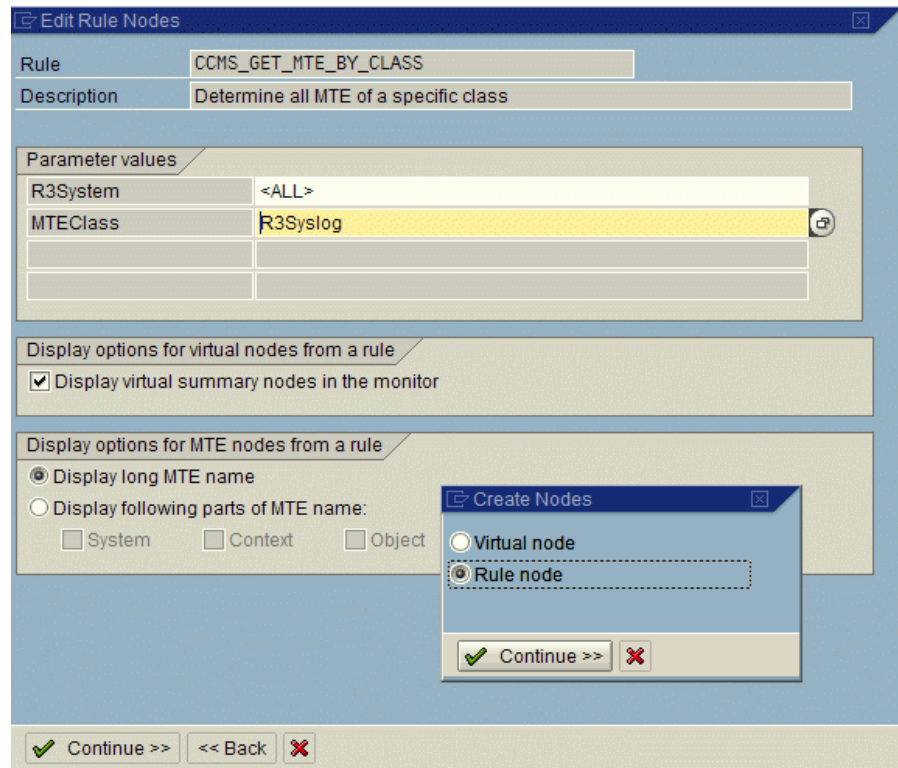 Edit Rule Nodes
Rule CCMS_GET_MTE_BY_CLASS
Description Determine all MTE of a specific class
Parameter values
R3System <ALL>
MTEClass R3Syslog
Display options for virtual nodes from a rule
Display virtual summary nodes in the monitor
Display options for MTE nodes from a rule
Display long MTE name
Display following parts of MTE name:
System Context Object
Create Nodes
Virtual node
Rule node
Continue >>
Continue >> << Back